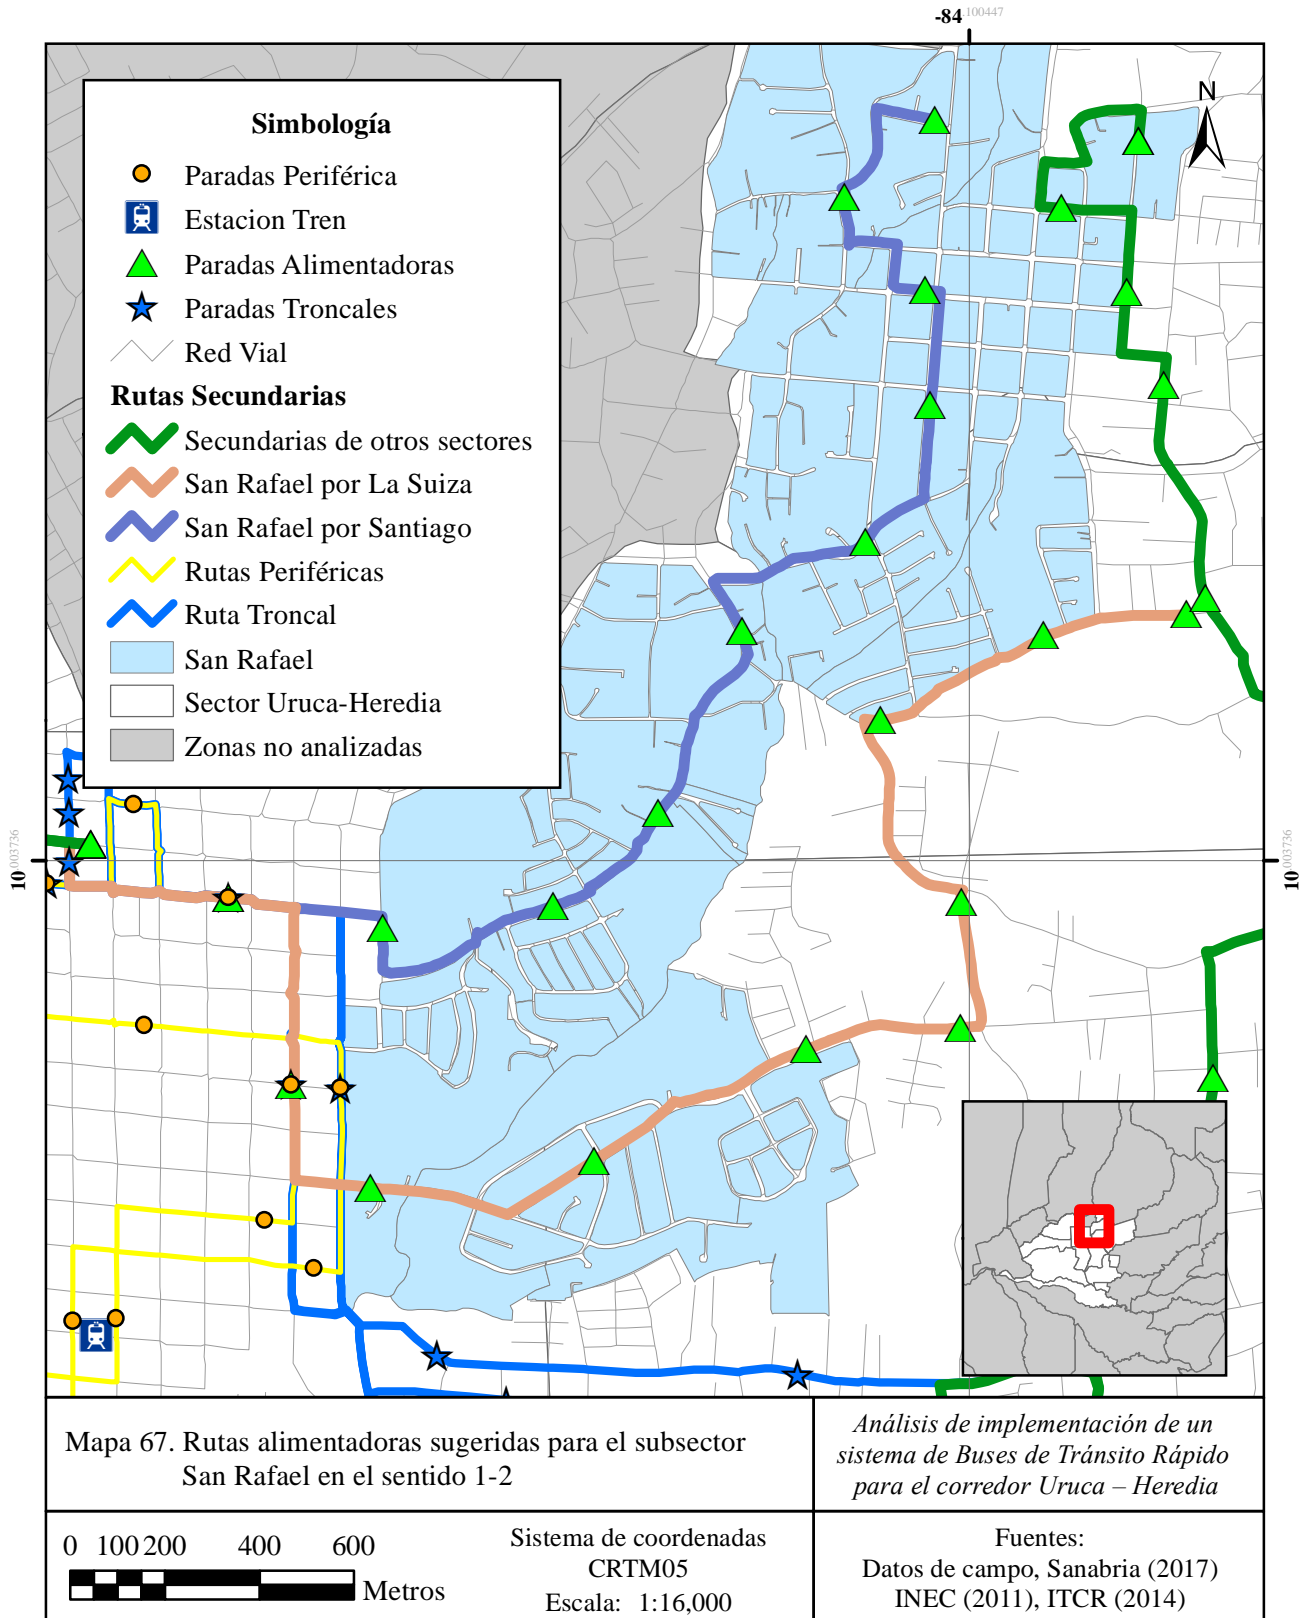 -84.100447
N
Simbología
Paradas Periférica
Estacion Tren
Paradas Alimentadoras
Paradas Troncales
Red Vial
Rutas Secundarias
Secundarias de otros sectores
San Rafael por La Suiza
San Rafael por Santiago
Rutas Periféricas
Ruta Troncal
San Rafael
Sector Uruca-Heredia
Zonas no analizadas
10.003736
10.003736
Mapa 67. Rutas alimentadoras sugeridas para el subsector
San Rafael en el sentido 1-2
Análisis de implementación de un
sistema de Buses de Tránsito Rápido
para el corredor Uruca – Heredia
0 100 200 400 600
Metros
Sistema de coordenadas
CRTM05
Escala: 1:16,000
Fuentes:
Datos de campo, Sanabria (2017)
INEC (2011), ITCR (2014)